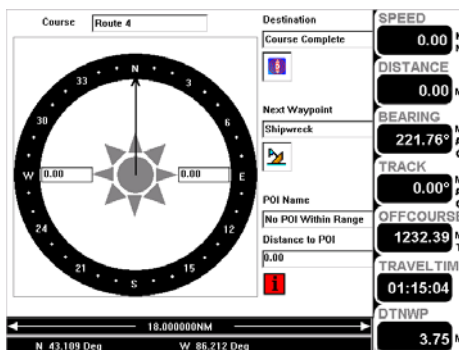 Course Route 4
Destination
Course Complete
Next Waypoint
Shipwreck
POI Name
No POI Within Range
Distance to POI
0.00
N
3
6
E
12
15
S
21
24
W
30
33
0.00
0.00
18.000000NM
N 43.109 Deg W 86.212 Deg
SPEED
0.00
DISTANCE
0.00
BEARING
221.76°
TRACK
0.00°
OFFCOURSE
1232.39
TRAVELTIM
01:15:04
DTNWP
3.75